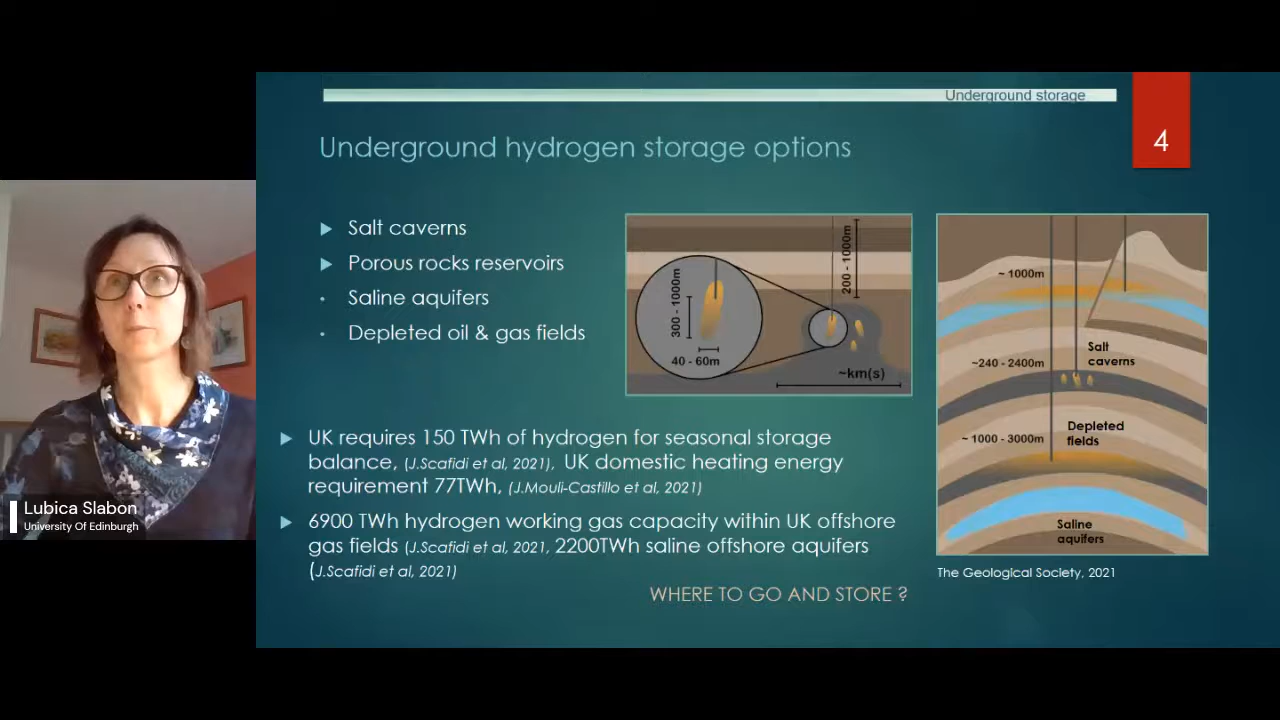 Underground storage
4
Underground hydrogen storage options
Salt caverns
Porous rocks reservoirs
• Saline aquifers
• Depleted oil & gas fields
300 - 1000m
40 - 60m
200 - 1000m
~km(s)
~ 1000m
Salt
caverns
~240 - 2400m
Depleted
fields
~ 1000 - 3000m
Saline
aquifers
The Geological Society, 2021
UK requires 150 TWh of hydrogen for seasonal storage
balance, (J.Scafidi et al, 2021), UK domestic heating energy
requirement 77TWh, (J.Mouli-Castillo et al, 2021)
6900 TWh hydrogen working gas capacity within UK offshore
gas fields (J.Scafidi et al, 2021, 2200TWh saline offshore aquifers
(J.Scafidi et al, 2021)
WHERE TO GO AND STORE ?
Lubica Slabon
University Of Edinburgh